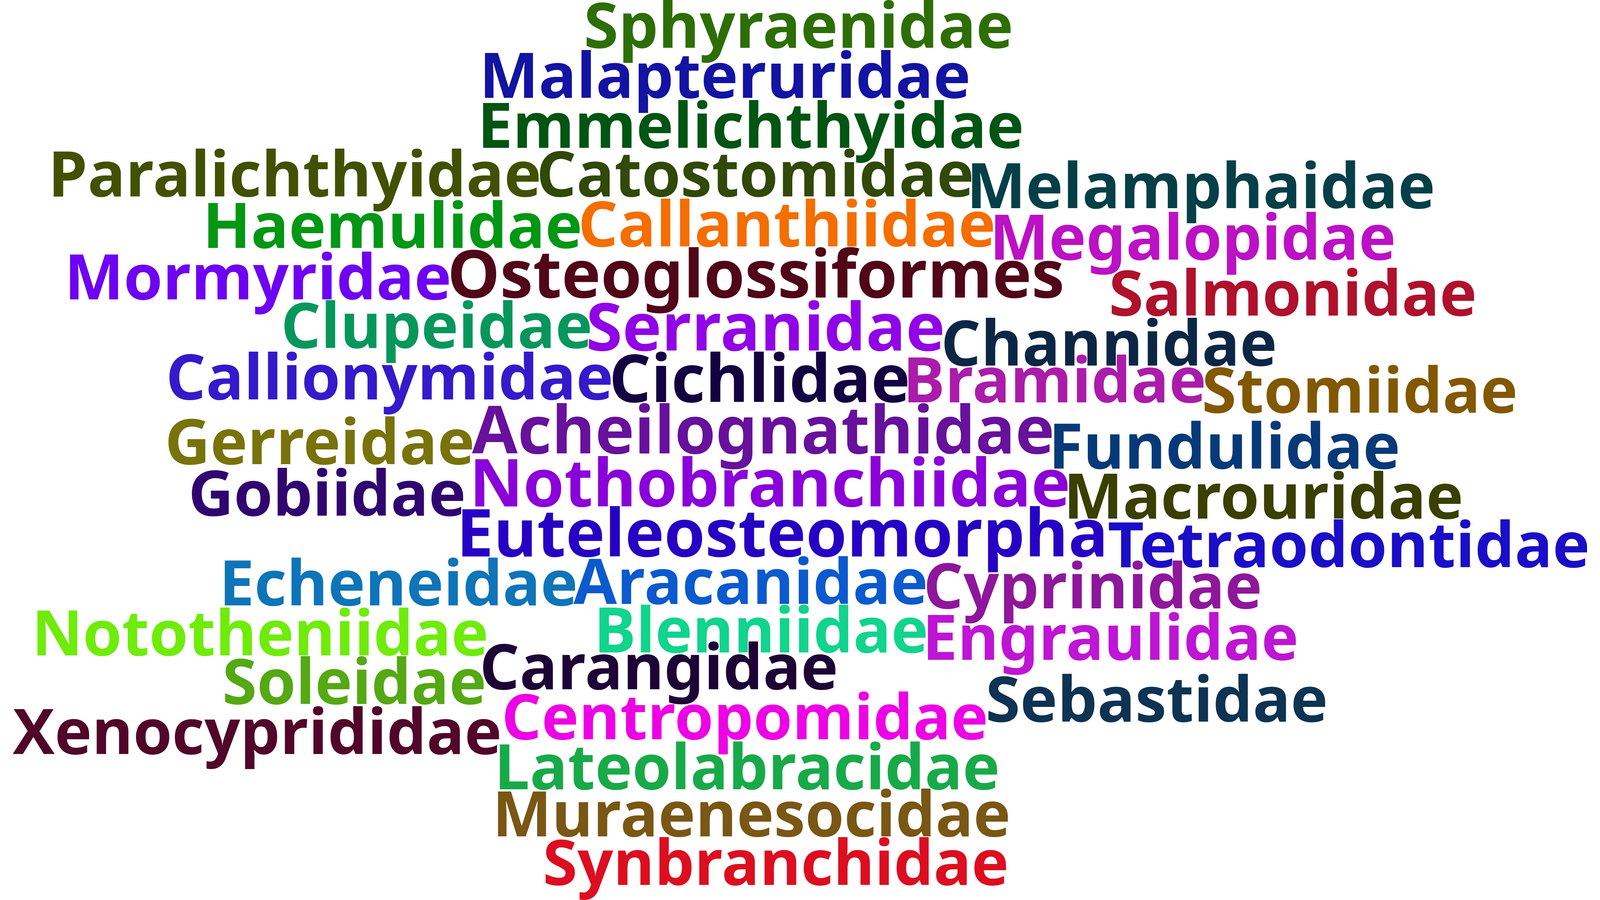 Sphyraenidae
Malapteruridae
Emmelichthyidae
Paralichthyidae Catostomidae Melamphaidae
Haemulidae Callanthiidae Megalopidae
Mormyridae Osteoglossiformes Salmonidae
Clupeidae Serranidae Channidae
Callionymidae Cichlidae Bramidae Stomiidae
Gerreidae Acheilognathidae Fundulidae
Gobiidae Nothobranchiidae Macrouridae
Euteleosteomorpha Tetraodontidae
Echeneidae Aracanidae Cyprinidae
Nototheniidae Blenniidae Engraulidae
Soleidae Carangidae Sebastidae
Xenocyprididae Centropomidae
Lateolabracidae
Muraenesocidae
Synbranchidae